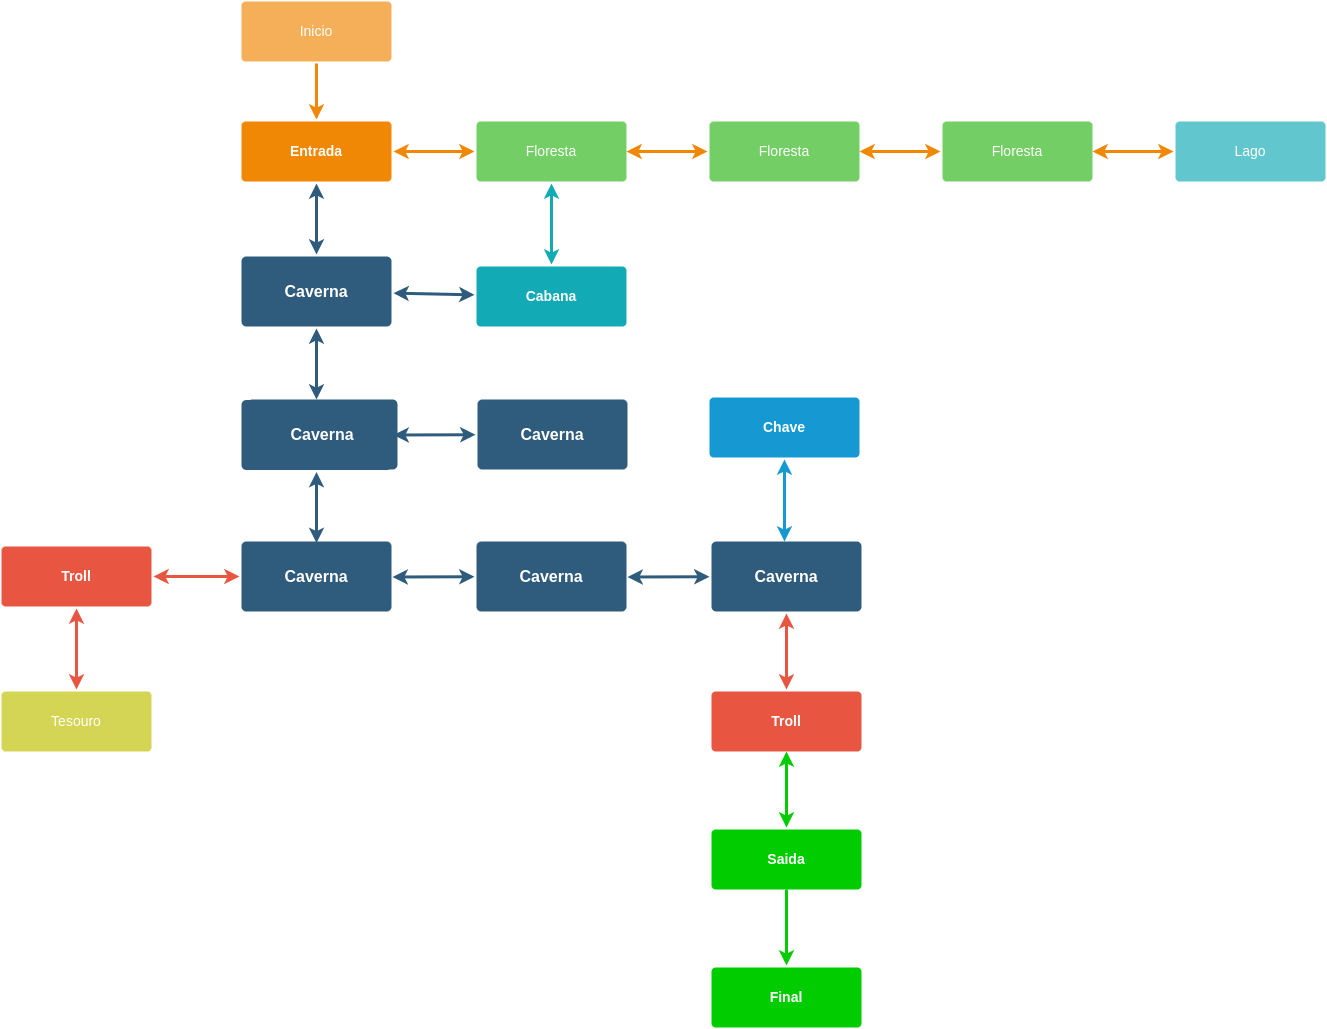 Inicio
Entrada
Floresta
Floresta
Floresta
Lago
Caverna
Cabana
Caverna
Caverna
Chave
Troll
Caverna
Caverna
Caverna
Tesouro
Troll
Saida
Final